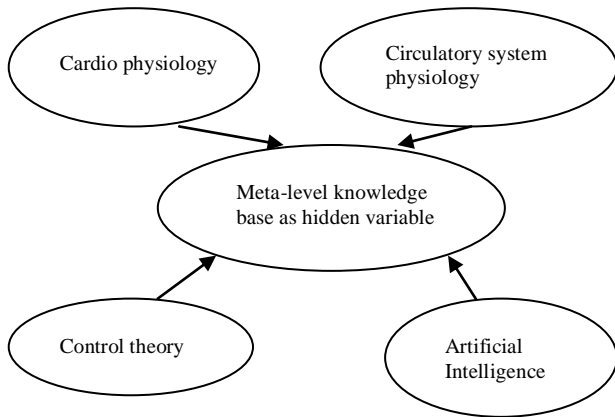 Cardio physiology
Circulatory system
physiology
Meta-level knowledge
base as hidden variable
Control theory
Artificial
Intelligence